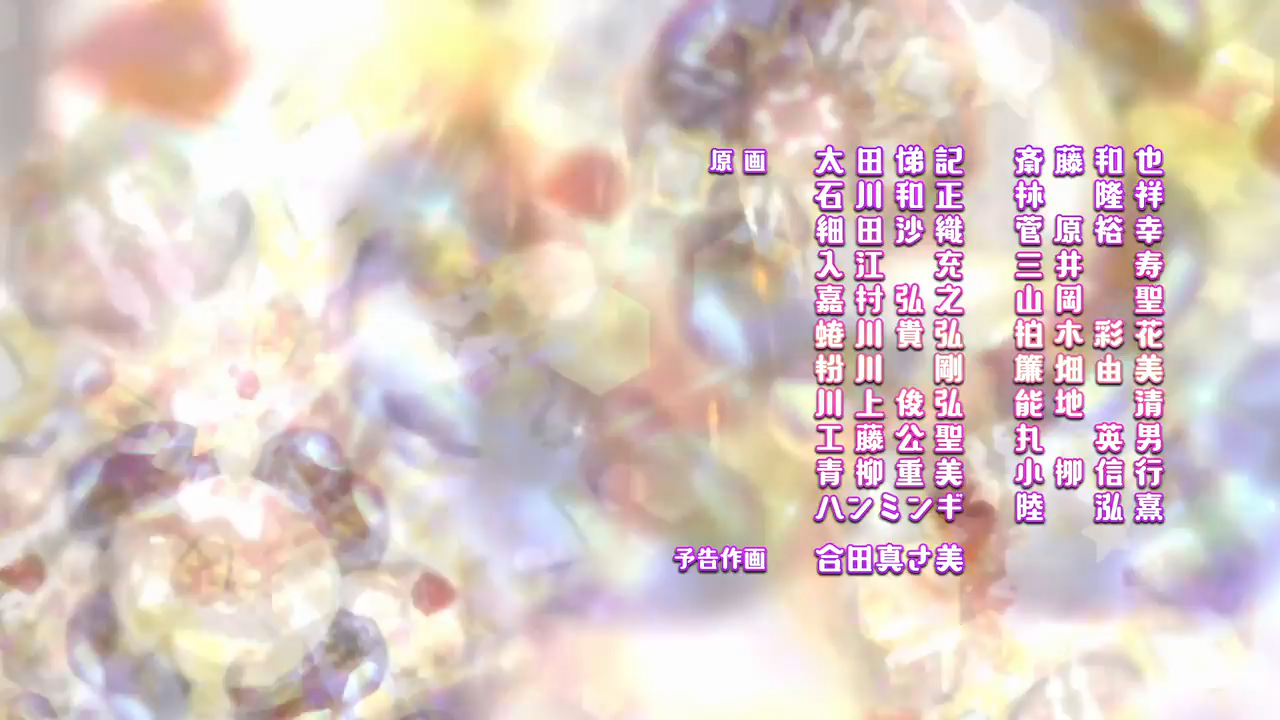 原画 太田悌記 斎藤和也
石川和正 林隆祥
細田沙織 菅原裕幸
入江充 三井寿
嘉村弘之 山岡聖
蜷川貴弘 柏木彩花
粉川剛 簾畑由美
川上俊弘 能地清
工藤公聖 丸英男
青柳重美 小梛信行
ハンミンギ 陸泓熹
予告作画 合田真さ美